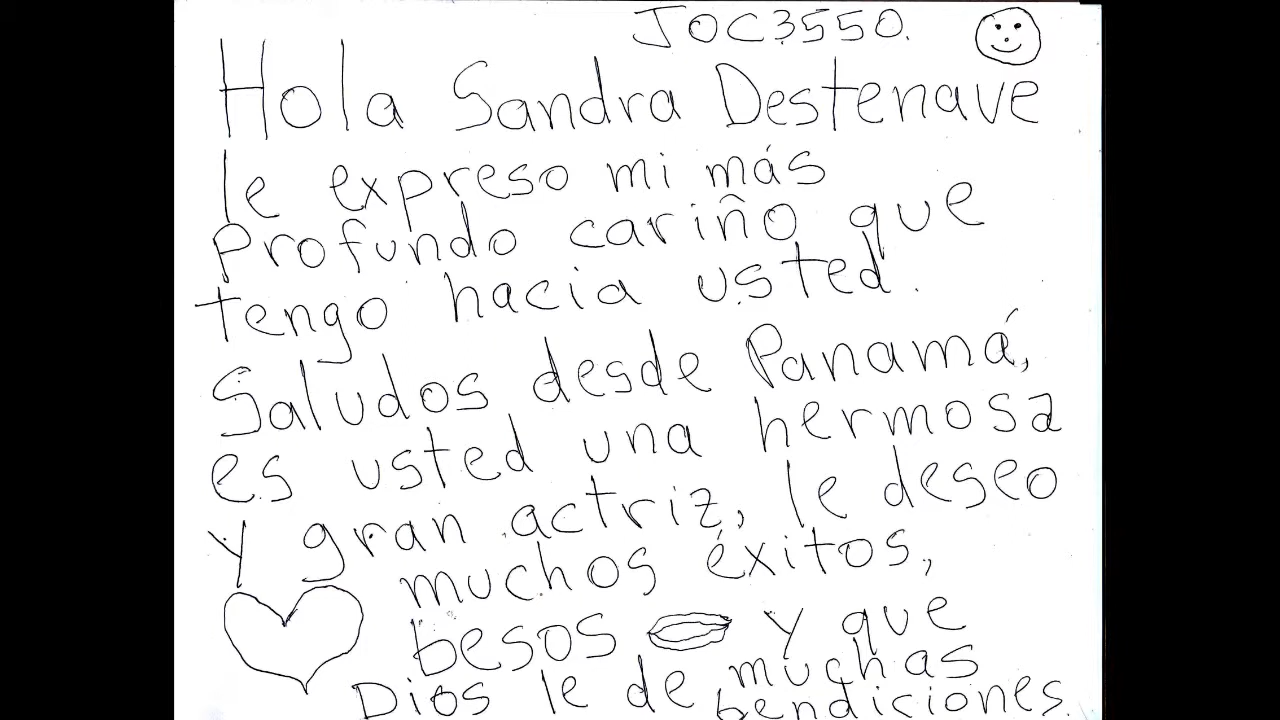 JOC3550.
Hola Sandra Destenave
le expreso mi más
profundo cariño que
tengo hacia usted.
Saludos desde Panamá,
es usted una hermosa
y gran actriz, le deseo
muchos éxitos,
besos y que
Dios le de muchas
bendiciones.